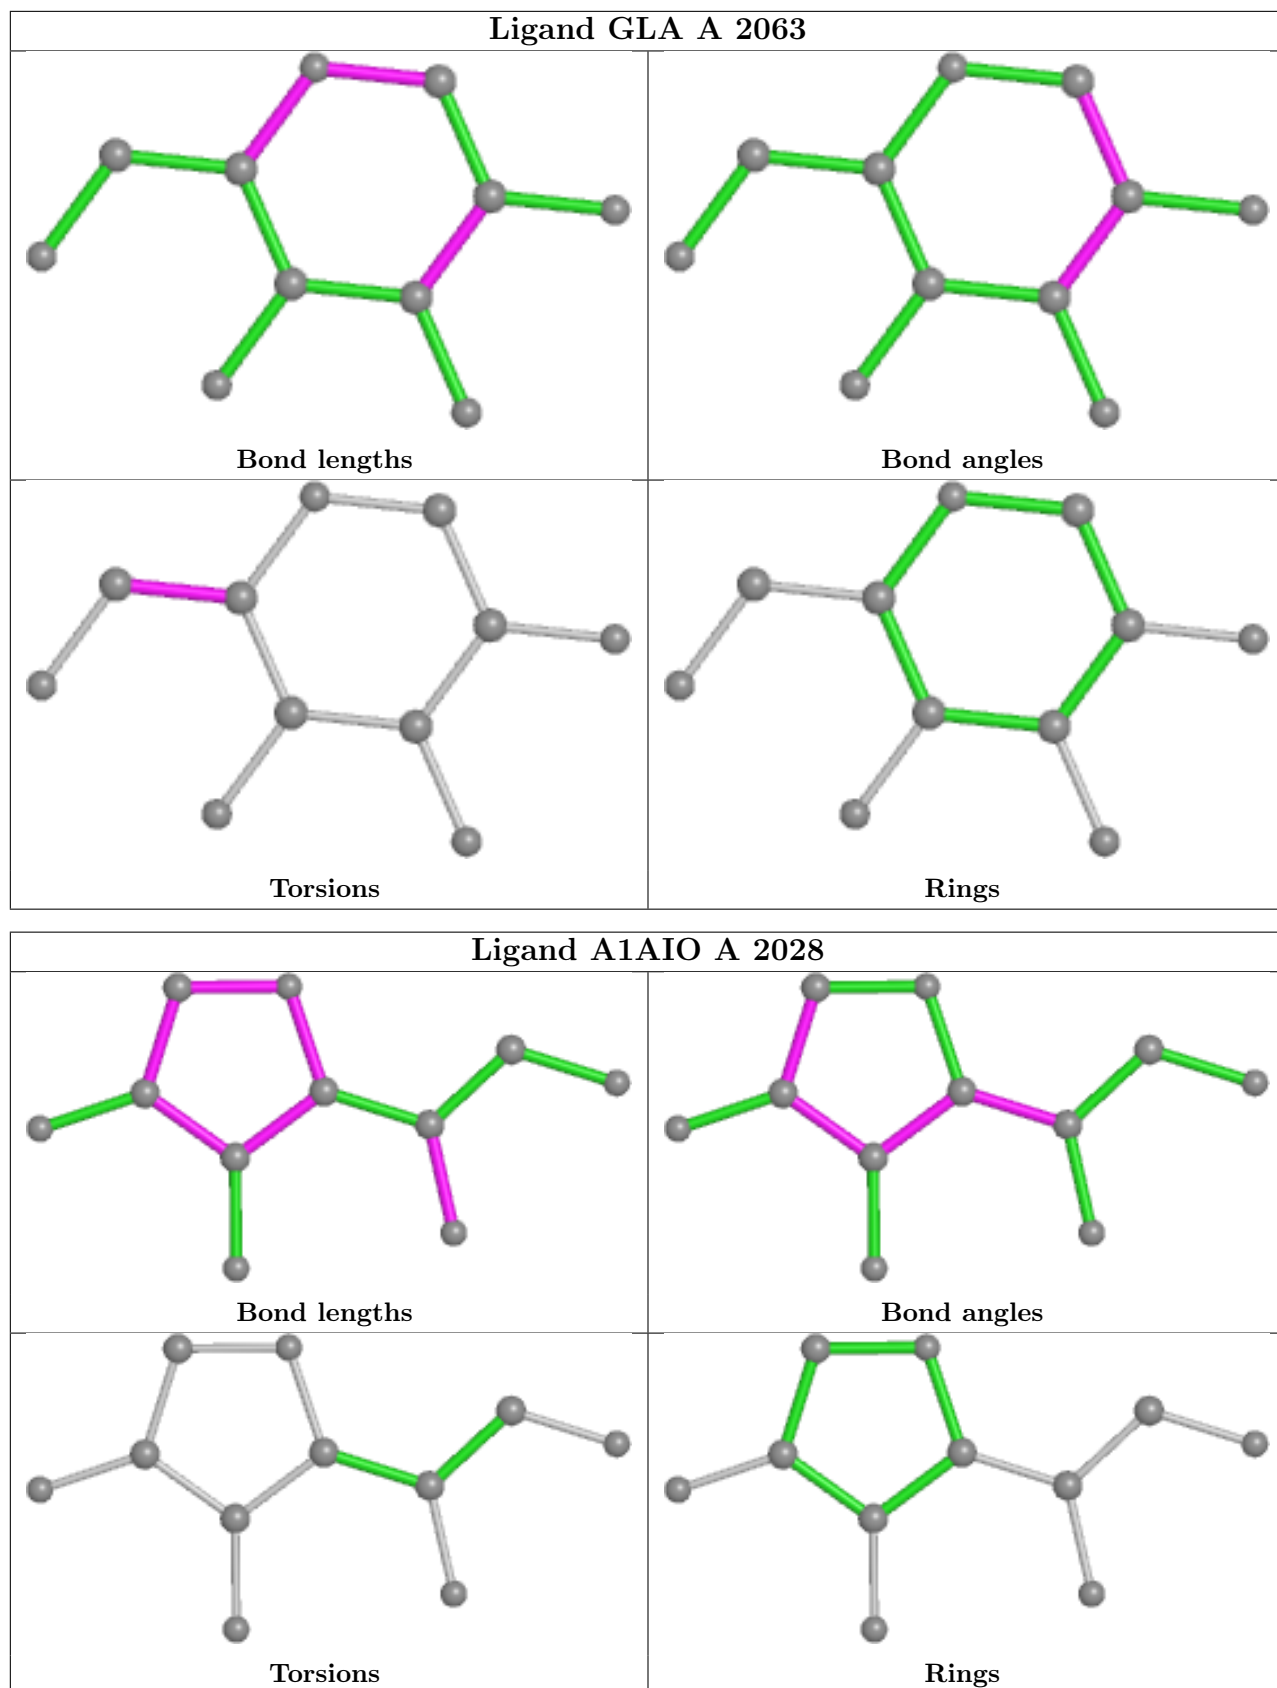 Ligand GLA A 2063
Bond lengths
Bond angles
Torsions
Rings
Ligand A1AIO A 2028
Bond lengths
Bond angles
Torsions
Rings